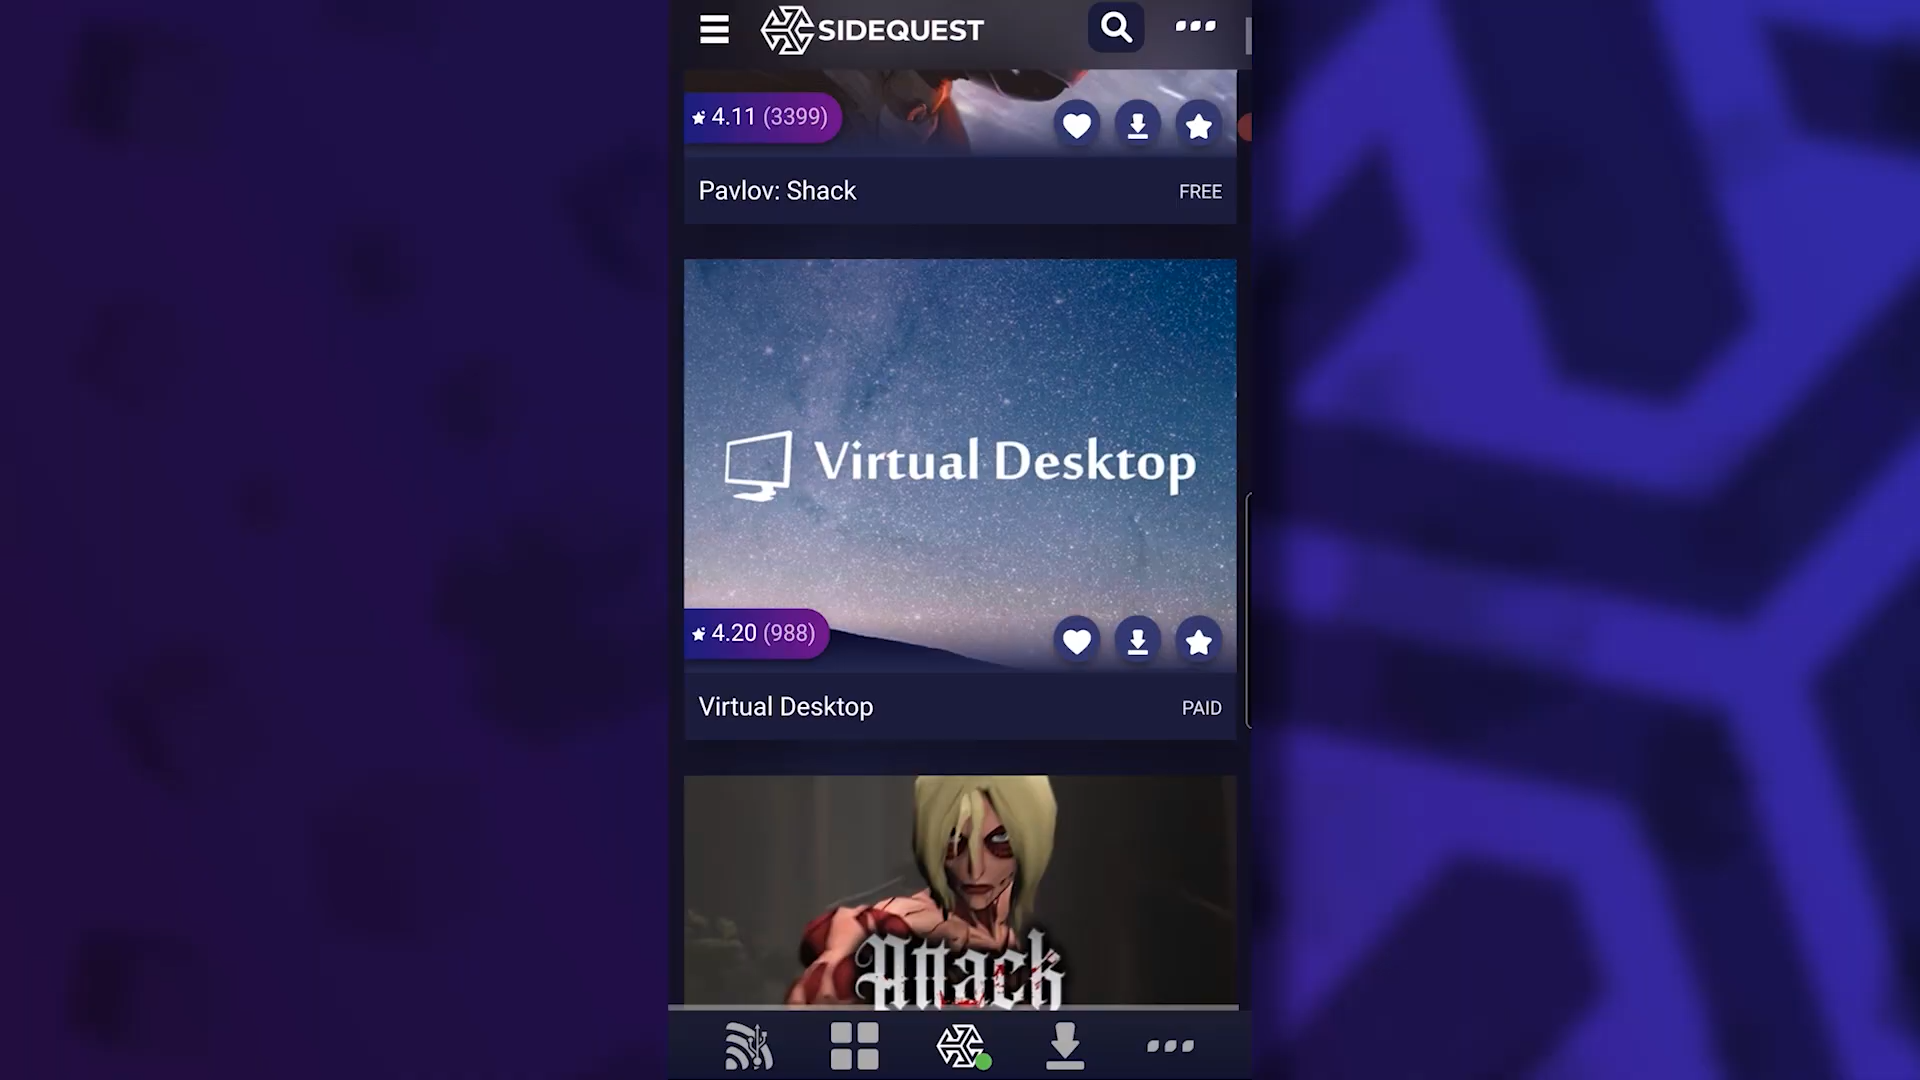 SIDEQUEST
4.11 (3399)
Pavlov: Shack
FREE
Virtual Desktop
4.20 (988)
Virtual Desktop
PAID
Attack